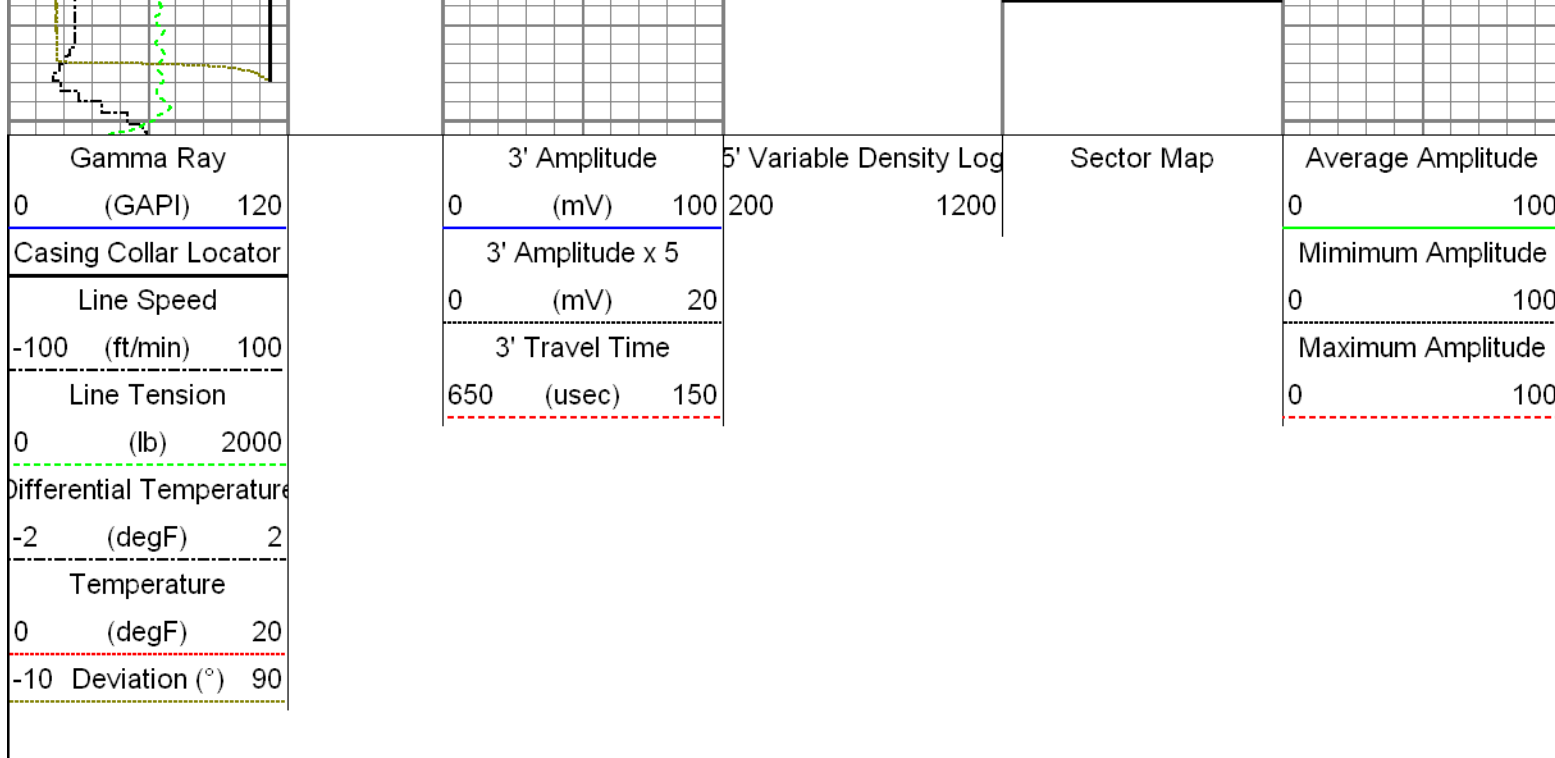 Gamma Ray
0 (GAPI) 120
Casing Collar Locator
Line Speed
-100 (ft/min) 100
Line Tension
0 (lb) 2000
Differential Temperature
-2 (degF) 2
Temperature
0 (degF) 20
-10 Deviation (°) 90
3' Amplitude
0 (mV) 100
3' Amplitude x 5
0 (mV) 20
3' Travel Time
650 (usec) 150
5' Variable Density Log
200 1200
Sector Map
Average Amplitude
0 100
Mimimum Amplitude
0 100
Maximum Amplitude
0 100